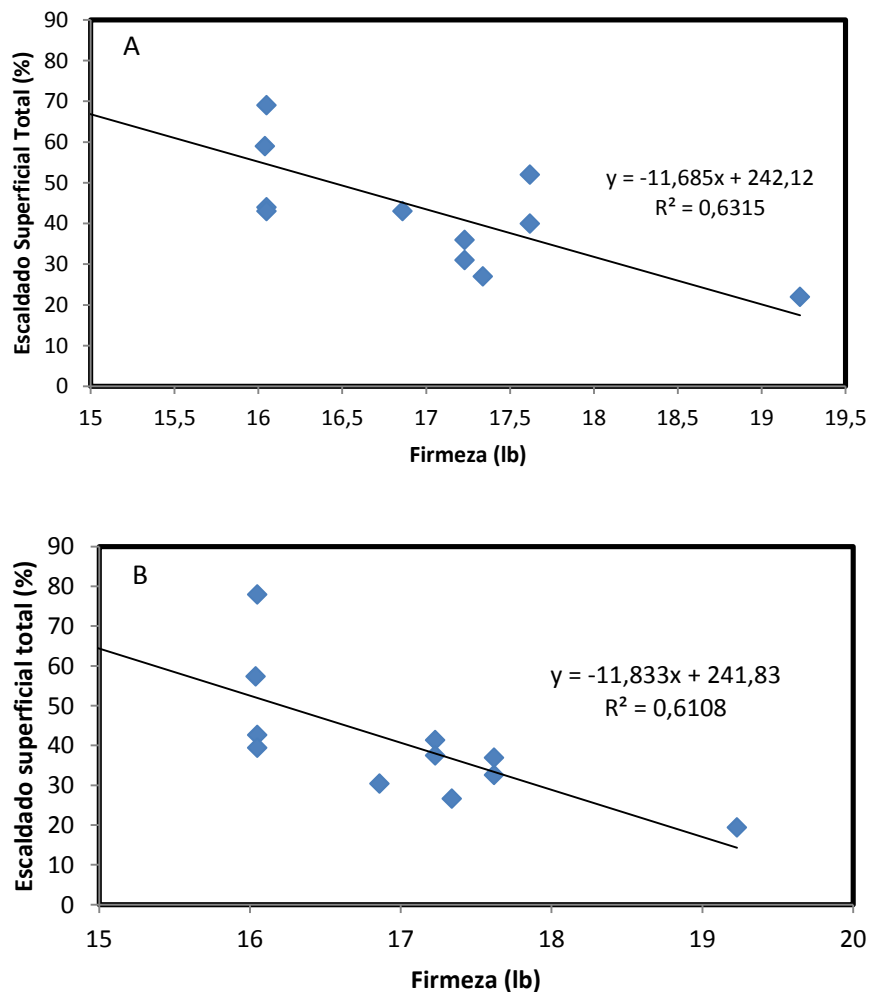 A
Escaldado Superficial Total (%)
90
80
70
60
50
40
30
20
10
0
y = -11,685x + 242,12
R² = 0,6315
15 15,5 16 16,5 17 17,5 18 18,5 19 19,5
Firmeza (lb)
B
Escaldado superficial total (%)
90
80
70
60
50
40
30
20
10
0
y = -11,833x + 241,83
R² = 0,6108
15 16 17 18 19 20
Firmeza (lb)